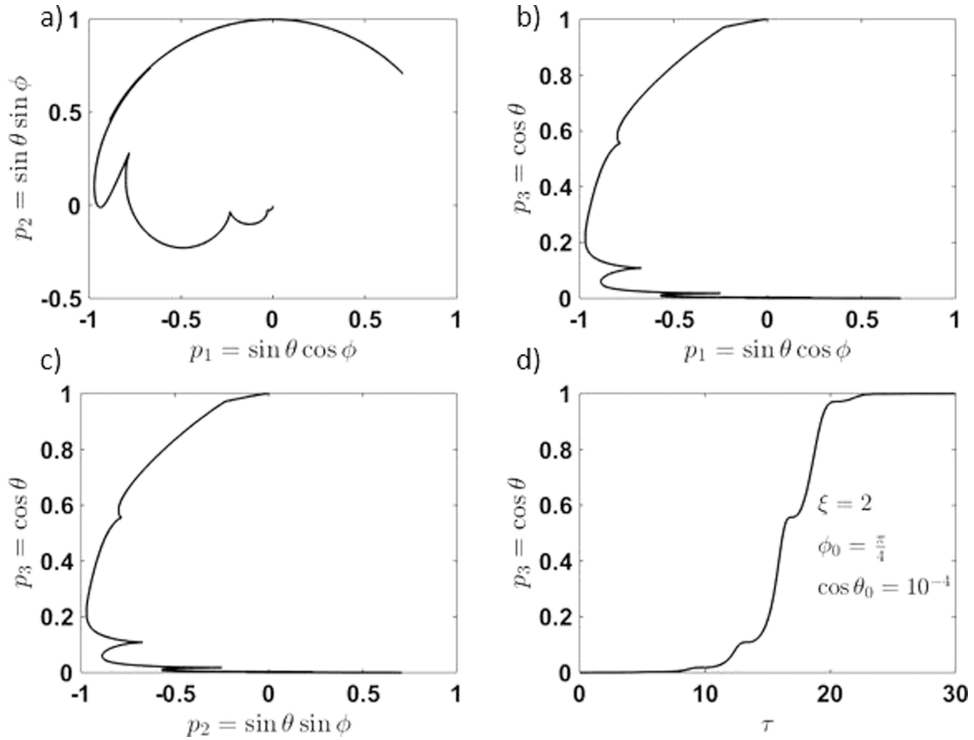 a)
1
0.5
0
-0.5
-1 -0.5 0 0.5 1
p₂ = sin θ sin ϕ
p₁ = sin θ cos ϕ
b)
1
0.8
0.6
0.4
0.2
0
-1 -0.5 0 0.5 1
p₃ = cos θ
p₁ = sin θ cos ϕ
c)
1
0.8
0.6
0.4
0.2
0
-1 -0.5 0 0.5 1
p₃ = cos θ
p₂ = sin θ sin ϕ
d)
1
0.8
0.6
0.4
0.2
0
0 10 20 30
p₃ = cos θ
τ
ξ = 2
ϕ₀ =
cos θ₀ = 10⁻⁴